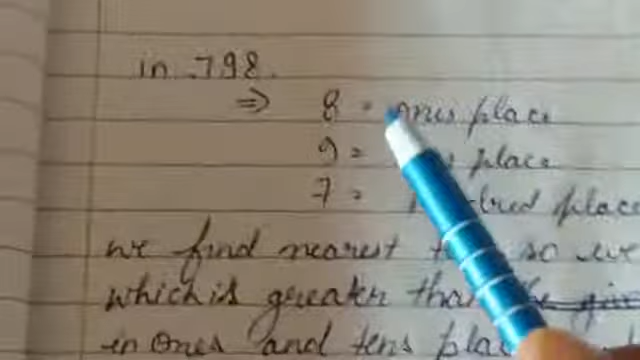 in .798.
⇒ 8 = ones place
9 = place
7 = place
we find nearest so we
which is greater than
in ones and tens